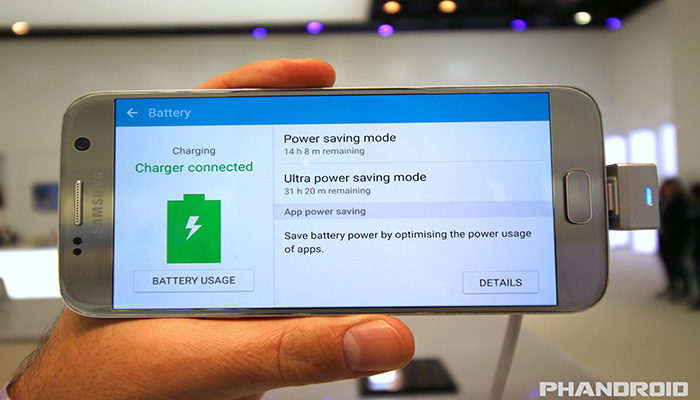 SAMSUNG
Battery
Charging
Charger connected
BATTERY USAGE
Power saving mode
14 h 8 m remaining
Ultra power saving mode
31 h 20 m remaining
App power saving
Save battery power by optimising the power usage
of apps.
DETAILS
PHANDROID